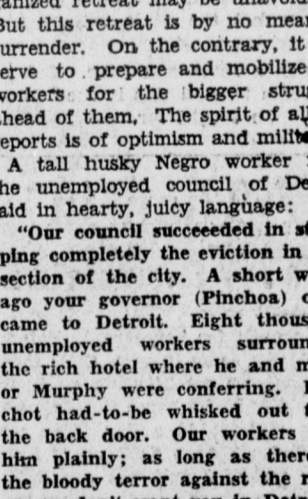 ganized retreat may be unavoid
But this retreat is by no mean
urrender. On the contrary, it
erve to prepare and mobilize
workers for the bigger stru
head of them. The spirit of al
eports is of optimism and milit
A tall husky Negro worker
he unemployed council of De
aid in hearty, juicy language:
"Our council succeeeded in st
ping completely the eviction in
section of the city. A short w
ago your governor (Pinchoa) c
came to Detroit. Eight thous
unemployed workers surroun
the rich hotel where he and m
or Murphy were conferring.
chot had-to-be whisked out
the back door. Our workers
him plainly; as long as ther
the bloody terror against the